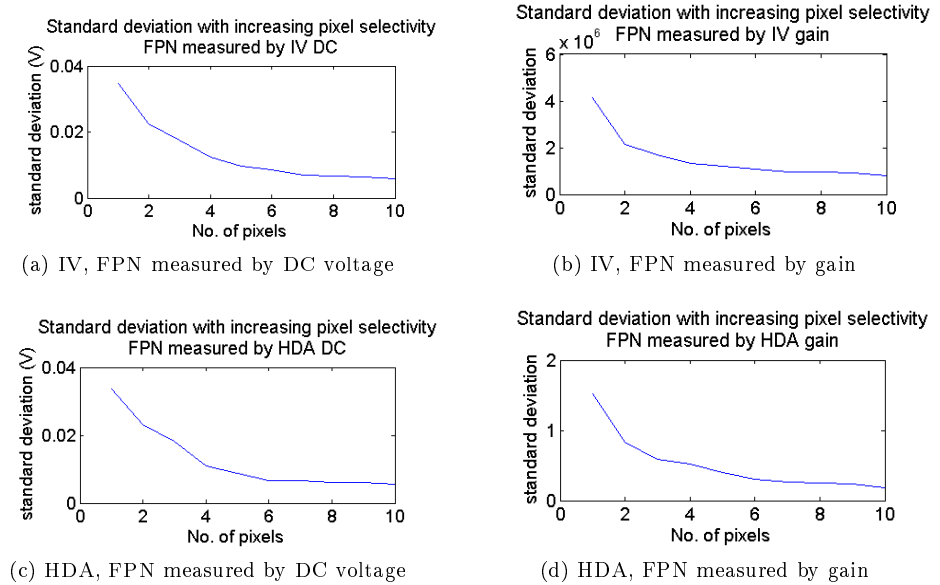 Standard deviation with increasing pixel selectivity
FPN measured by IV DC
standard deviation (V)
0.04
0.02
0
0 2 4 6 8 10
No. of pixels
(a) IV, FPN measured by DC voltage
Standard deviation with increasing pixel selectivity
FPN measured by IV gain
x 10^6
standard deviation
6
4
2
0
0 2 4 6 8 10
No. of pixels
(b) IV, FPN measured by gain
Standard deviation with increasing pixel selectivity
FPN measured by HDA DC
standard deviation (V)
0.04
0.02
0
0 2 4 6 8 10
No. of pixels
(c) HDA, FPN measured by DC voltage
Standard deviation with increasing pixel selectivity
FPN measured by HDA gain
standard deviation
2
1
0
0 2 4 6 8 10
No. of pixels
(d) HDA, FPN measured by gain